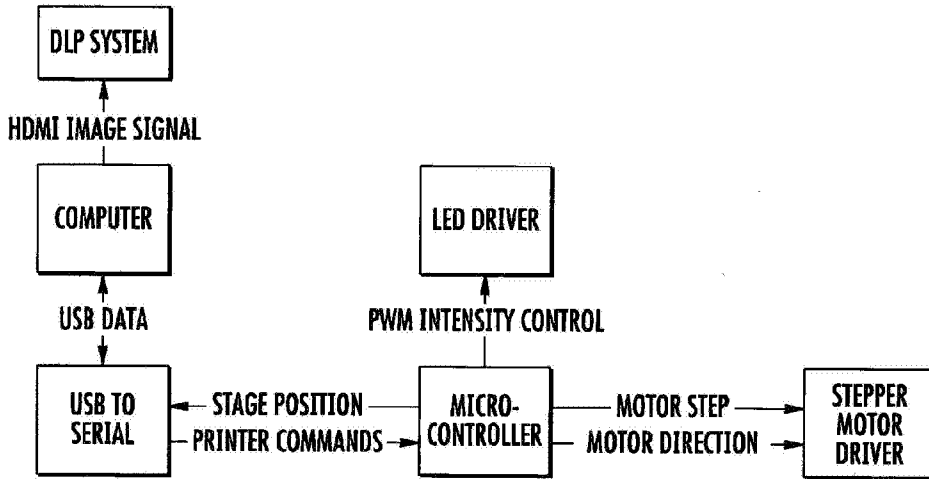 DLP SYSTEM
HDMI IMAGE SIGNAL
COMPUTER
LED DRIVER
USB DATA
PWM INTENSITY CONTROL
USB TO
SERIAL
STAGE POSITION
PRINTER COMMANDS
MICRO-
CONTROLLER
MOTOR STEP
MOTOR DIRECTION
STEPPER
MOTOR
DRIVER